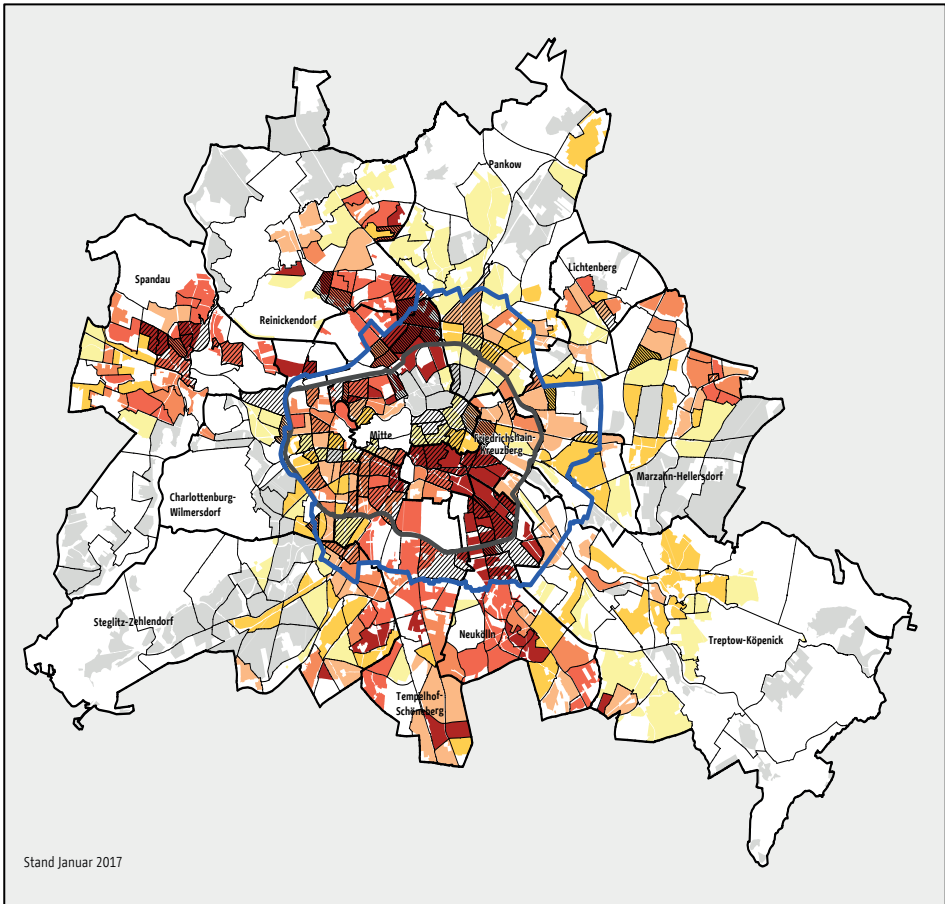 Pankow
Lichtenberg
Spandau
Reinickendorf
Mitte
Friedrichshain-
Kreuzberg
Marzahn-Hellersdorf
Charlottenburg-
Wilmersdorf
Steglitz-Zehlendorf
Neukölln
Treptow-Köpenick
Tempelhof-
Schöneberg
Stand Januar 2017